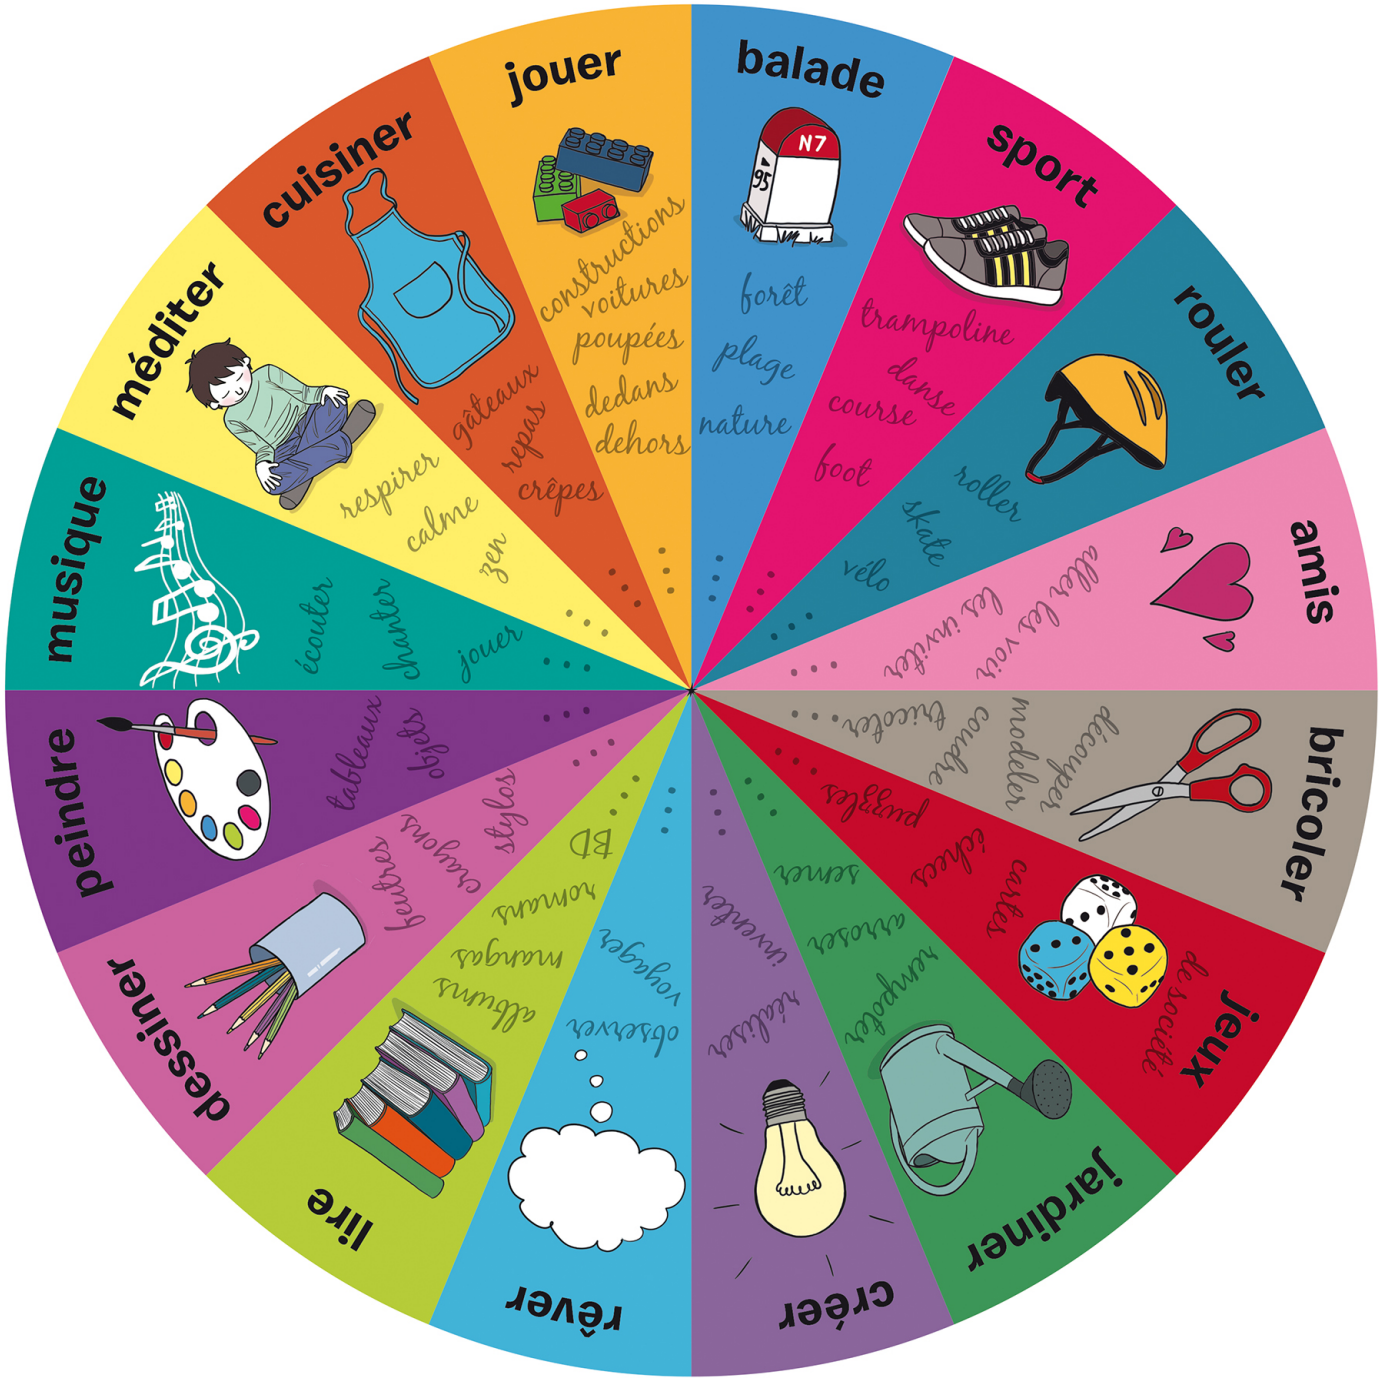 balade
N7
95
forêt
plage
nature
sport
trampoline
danse
course
foot
rouler
roller
skate
vélo
amis
aller les voir
les inviter
bricoler
découper
modeler
coudre
tricoter
jeux
de société
cartes
échecs
puzzles
jardiner
rempoter
arroser
semer
créer
réaliser
inventer
rêver
observer
voyager
lire
albums
mangas
romans
BD
dessiner
feutres
crayons
stylos
peindre
tableaux
objets
musique
écouter
chanter
jouer
méditer
respirer
calme
zen
cuisiner
gâteaux
repas
crêpes
jouer
constructions
voitures
poupées
dedans
dehors